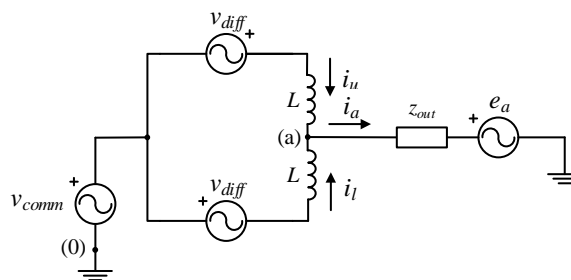 v_diff
+
i_u
L
i_a
z_out
e_a
+
(a)
L
+
v_diff
+
i_l
v_comm
(0)